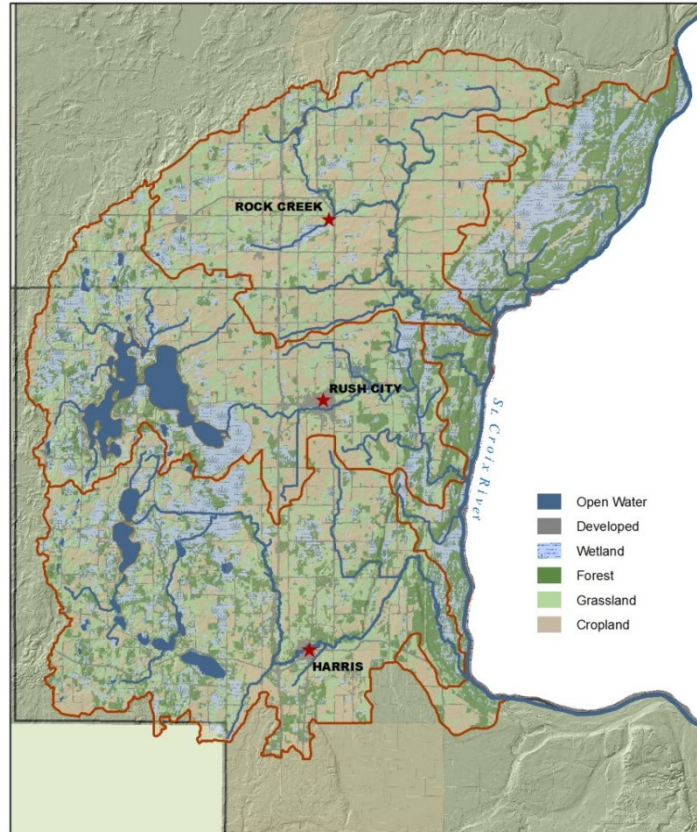 ROCK CREEK
RUSH CITY
St. Croix River
Open Water
Developed
Wetland
Forest
Grassland
Cropland
HARRIS